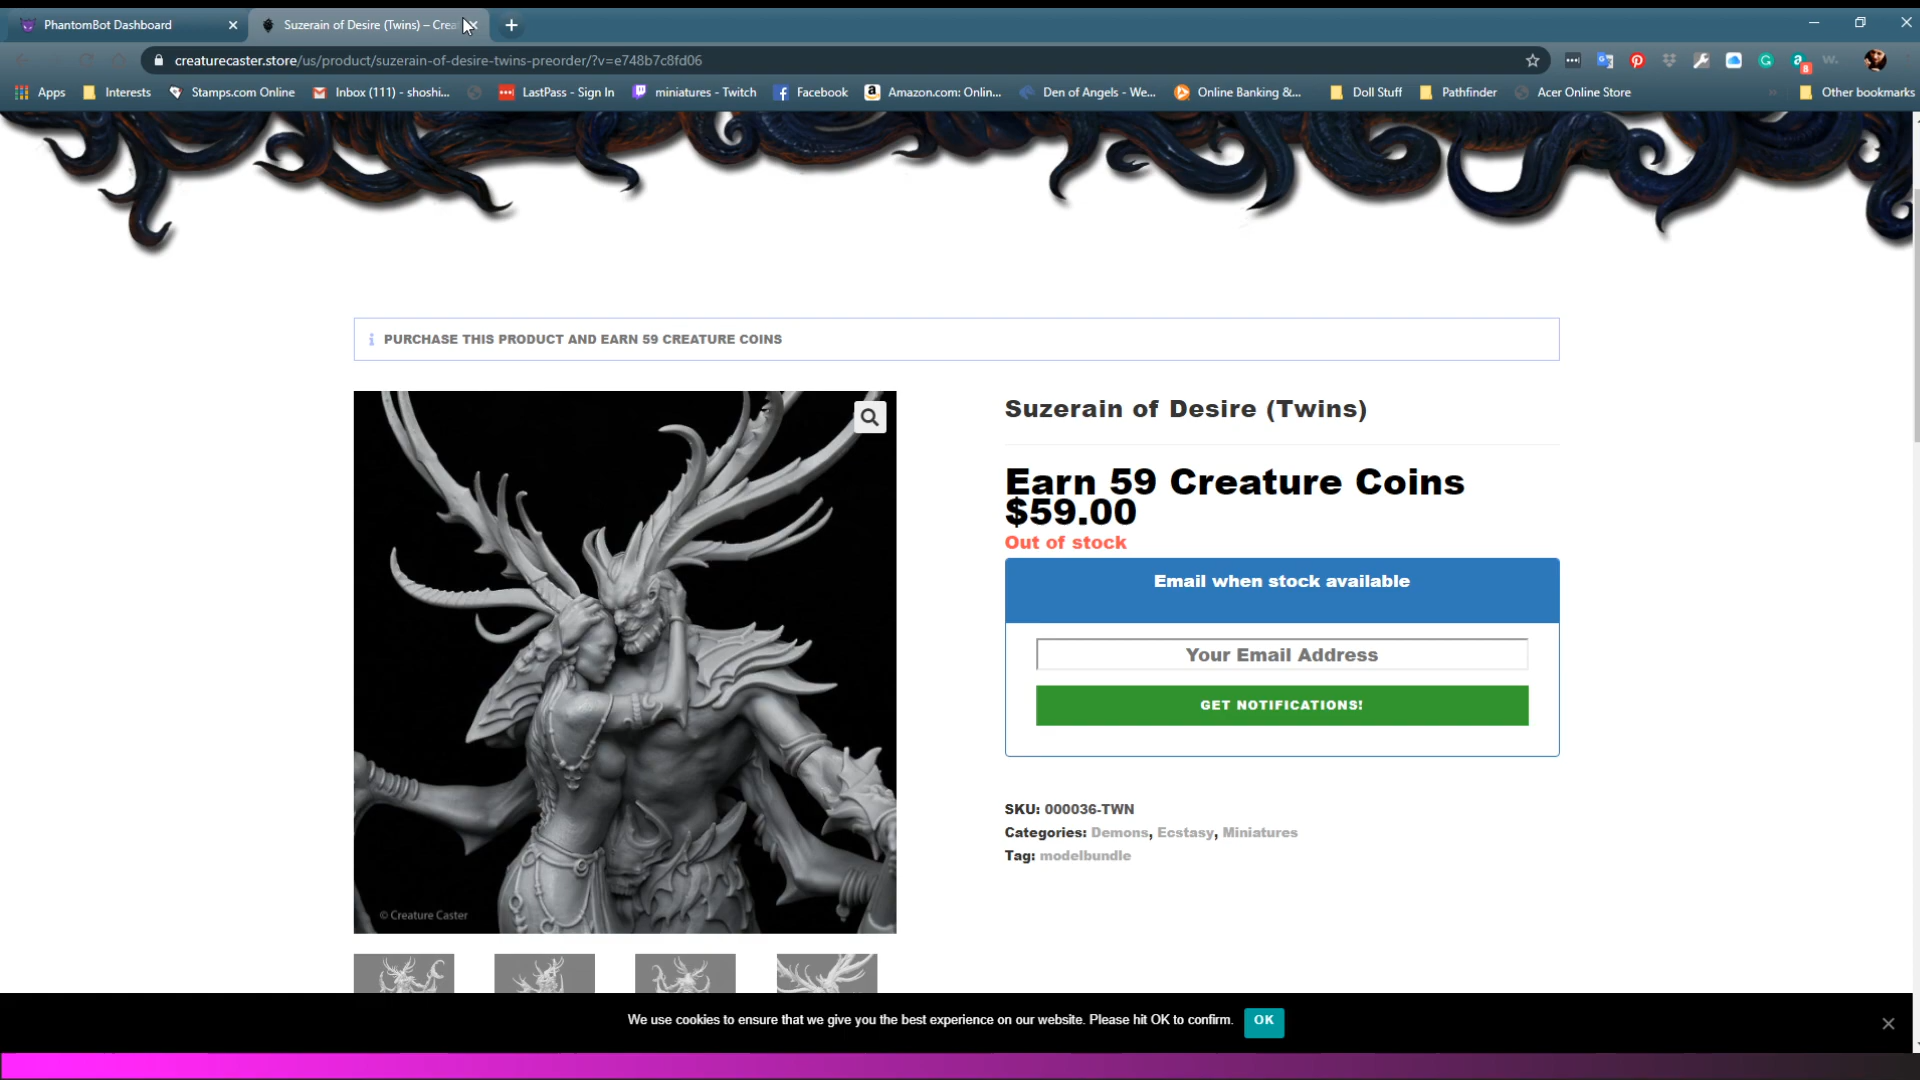 PhantomBot Dashboard
Suzerain of Desire (Twins) – Crea
creaturecaster.store/us/product/suzerain-of-desire-twins-preorder/?v=e748b7c8fd06
Apps
Interests
Stamps.com Online
Inbox (111) - shoshi...
LastPass - Sign In
miniatures - Twitch
Facebook
Amazon.com: Onlin...
Den of Angels - We...
Online Banking &...
Doll Stuff
Pathfinder
Acer Online Store
Other bookmarks
PURCHASE THIS PRODUCT AND EARN 59 CREATURE COINS
Suzerain of Desire (Twins)
Earn 59 Creature Coins
$59.00
Out of stock
Email when stock available
Your Email Address
GET NOTIFICATIONS!
SKU: 000036-TWN
Categories: Demons, Ecstasy, Miniatures
Tag: modelbundle
© Creature Caster
We use cookies to ensure that we give you the best experience on our website. Please hit OK to confirm.
OK